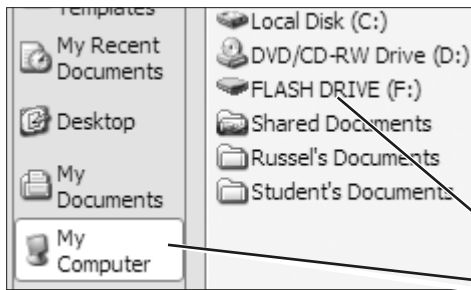 Templates
My Recent
Documents
Desktop
My
Documents
My
Computer
Local Disk (C:)
DVD/CD-RW Drive (D:)
FLASH DRIVE (F:)
Shared Documents
Russel's Documents
Student's Documents